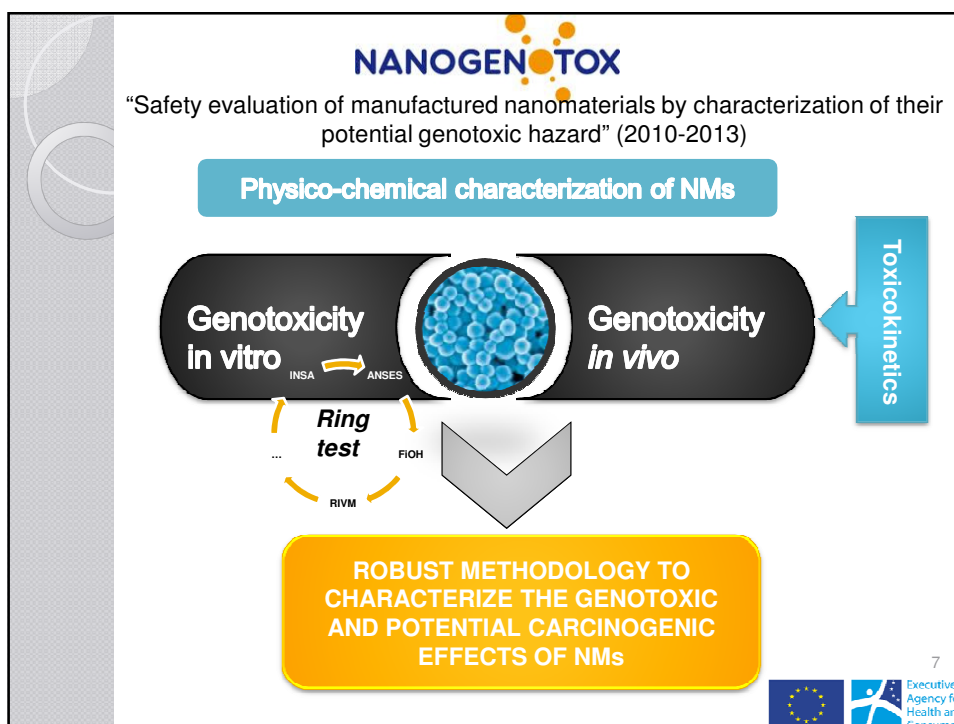 NANOGENOTOX
“Safety evaluation of manufactured nanomaterials by characterization of their
potential genotoxic hazard” (2010-2013)
Physico-chemical characterization of NMs
Toxicokinetics
Genotoxicity
in vitro
Genotoxicity
in vivo
INSA
ANSES
Ring
test
FiOH
RIVM
...
ROBUST METHODOLOGY TO
CHARACTERIZE THE GENOTOXIC
AND POTENTIAL CARCINOGENIC
EFFECTS OF NMs
7
Executive
Agency fo
Health an